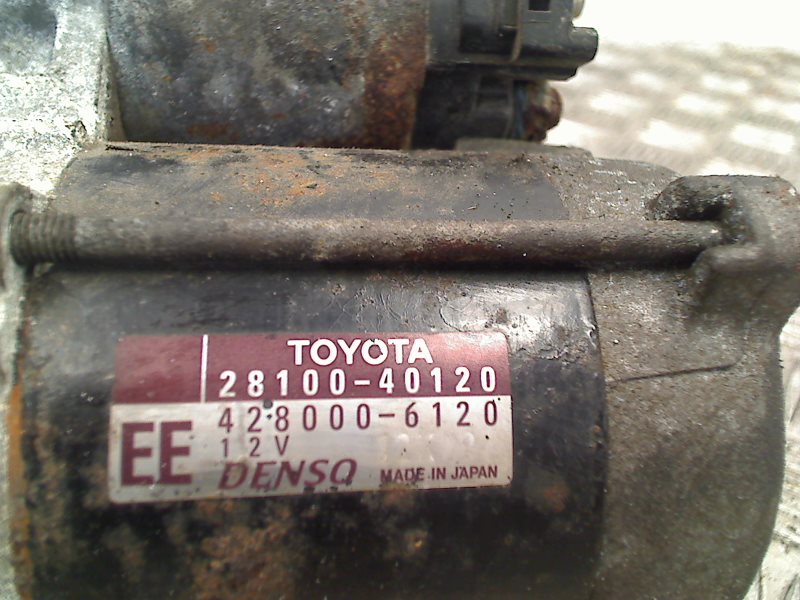 TOYOTA
28100-40120
428000-6120
EE
12V
DENSO MADE IN JAPAN